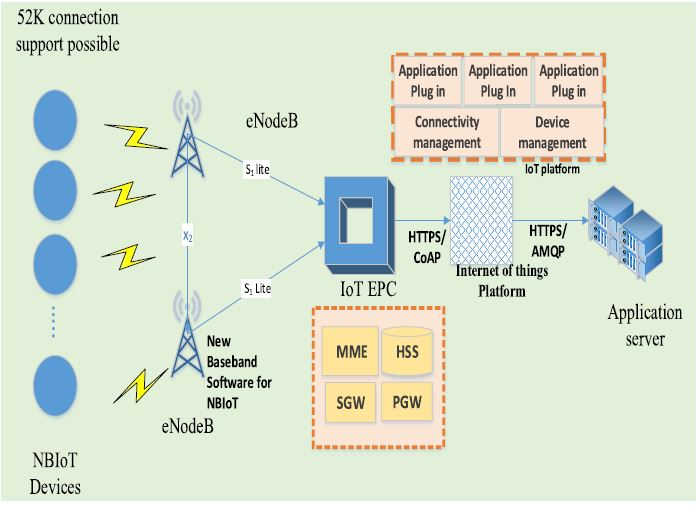 52K connection
support possible
eNodeB
Application
Plug in
Application
Plug In
Application
Plug in
Connectivity
management
Device
management
IoT platform
S1 lite
X2
S1 Lite
HTTPS/
CoAP
HTTPS/
AMQP
Internet of things
Platform
IoT EPC
Application
server
New
Baseband
Software for
NBIoT
MME
HSS
SGW
PGW
eNodeB
NBIoT
Devices